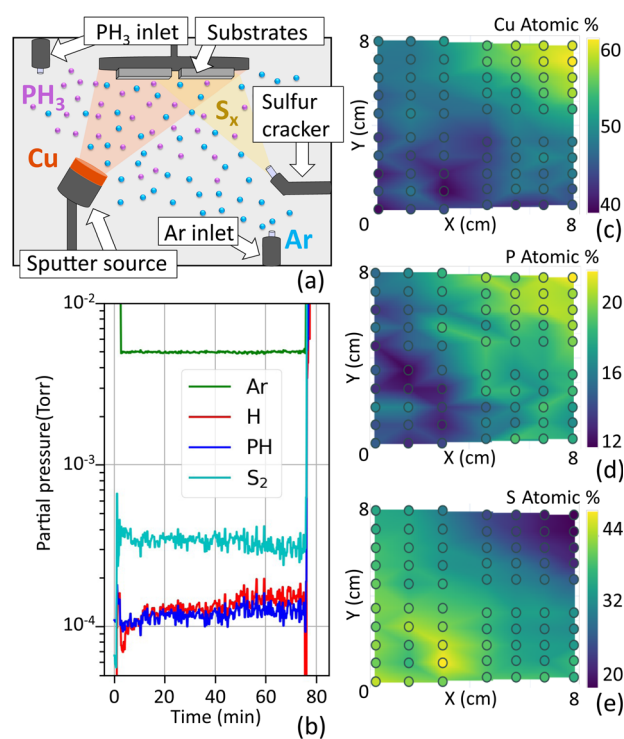 PH3 inlet
Substrates
PH3
Sx
Sulfur
cracker
Cu
Ar inlet
Ar
Sputter source
(a)
Partial pressure(Torr)
10-2
10-3
10-4
Ar
H
PH
S2
0 20 40 60 80
Time (min)
(b)
Cu Atomic %
8
Y (cm)
0
X (cm)
8
60
50
40
(c)
P Atomic %
8
Y (cm)
0
X (cm)
8
20
16
12
(d)
S Atomic %
8
Y (cm)
0
X (cm)
8
44
32
20
(e)